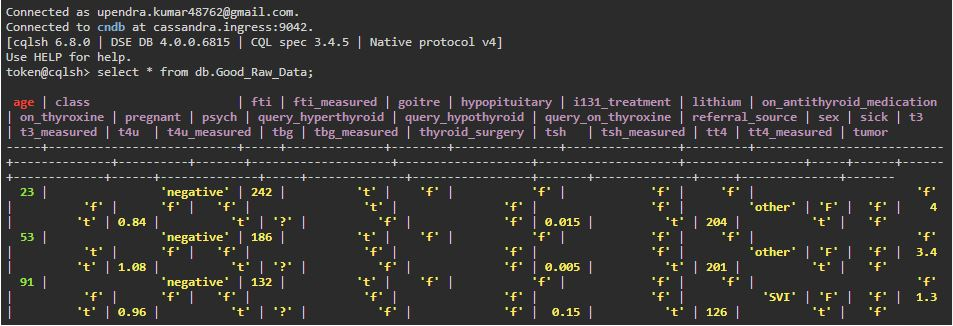 Connected as upendra.kumar48762@gmail.com.
Connected to cndb at cassandra.ingress:9042.
[cqlsh 6.8.0 | DSE DB 4.0.0.6815 | CQL spec 3.4.5 | Native protocol v4]
Use HELP for help.
token@cqlsh> select * from db.Good_Raw_Data;
age | class | fti | fti_measured | goitre | hypopituitary | i131_treatment | lithium | on_antithyroid_medication
| on_thyroxine | pregnant | psych | query_hyperthyroid | query_hypothyroid | query_on_thyroxine | referral_source | sex | sick | t3
| t3_measured | t4u | t4u_measured | tbg | tbg_measured | thyroid_surgery | tsh | tsh_measured | tt4 | tt4_measured | tumor
23 | 'negative' | 242 | 't' | 'f' | 'f' | 'f' | 'f' | 'f'
| 'f' | 'f' | 'f' | 't' | 'f' | 'f' | 'other' | 'F' | 'f' | 4
| 't' | 0.84 | 't' | '?' | 'f' | 'f' | 0.015 | 't' | 204 | 't' | 'f'
53 | 'negative' | 186 | 't' | 'f' | 'f' | 'f' | 'f' | 'f'
| 't' | 'f' | 'f' | 'f' | 'f' | 'f' | 'other' | 'F' | 'f' | 3.4
| 't' | 1.08 | 't' | '?' | 'f' | 'f' | 0.005 | 't' | 201 | 't' | 'f'
91 | 'negative' | 132 | 't' | 'f' | 'f' | 'f' | 'f' | 'f'
| 'f' | 'f' | 'f' | 'f' | 'f' | 'f' | 'SVI' | 'F' | 'f' | 1.3
| 't' | 0.96 | 't' | '?' | 'f' | 'f' | 0.15 | 't' | 126 | 't' | 'f'